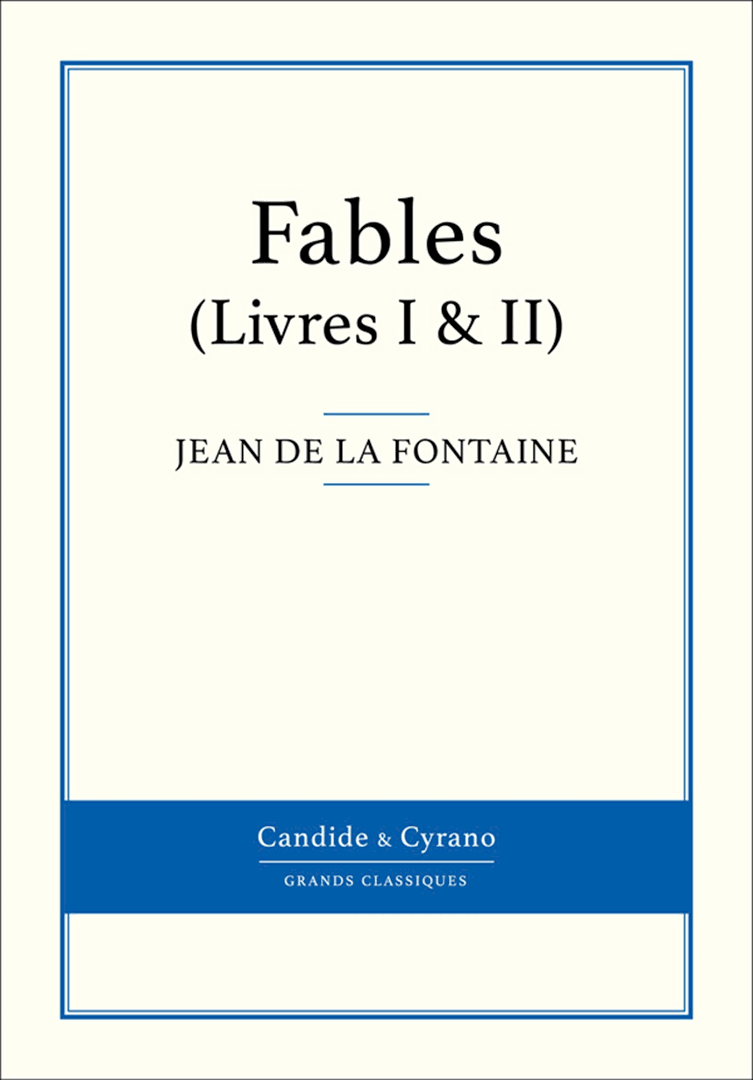 Fables
(Livres I & II)
JEAN DE LA FONTAINE
Candide & Cyrano
GRANDS CLASSIQUES